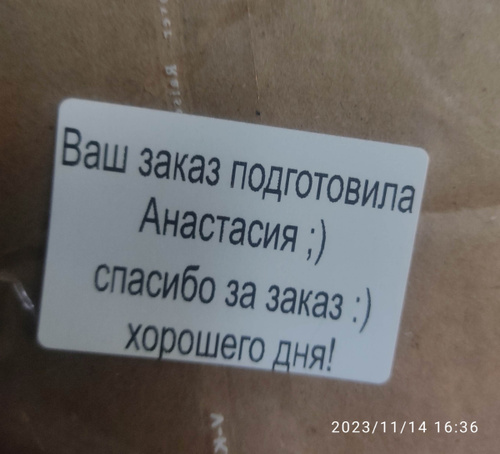 Ваш заказ подготовила
Анастасия ;)
спасибо за заказ :)
хорошего дня!
2023/11/14 16:36